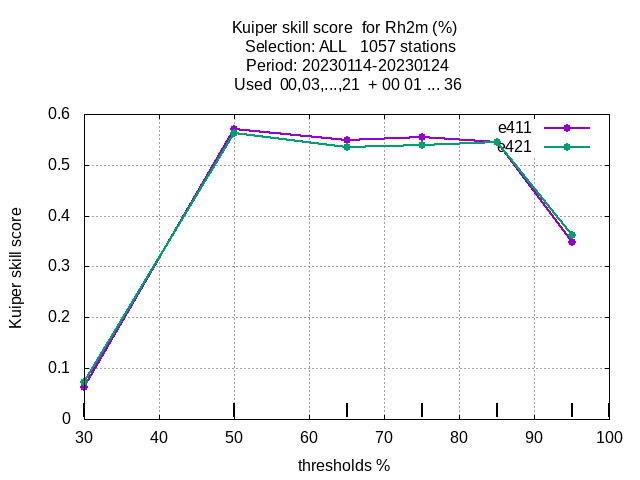 Kuiper skill score  for Rh2m (%)
Selection: ALL   1057 stations
Period: 20230114-20230124
Used  00,03,...,21  + 00 01 ... 36
e411
e421
0.6
0.5
0.4
0.3
0.2
0.1
0
Kuiper skill score
30 40 50 60 70 80 90 100
thresholds %